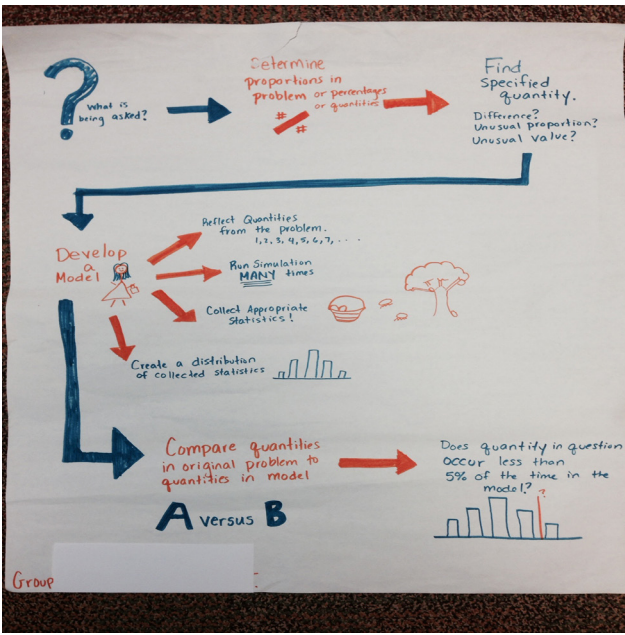 ?
What is
being asked?
Determine
proportions in
problem or percentages
or quantities
#
#
Find
specified
quantity.
Difference?
Unusual proportion?
Unusual value?
Develop
a
Model
Reflect Quantities
from the problem.
1, 2, 3, 4, 5, 6, 7, . . .
Run Simulation
MANY times
Collect Appropriate
Statistics!
Create a distribution
of collected statistics
Compare quantities
in original problem to
quantities in model
A versus B
Does quantity in question
occur less than
5% of the time in the
model?
?
Group